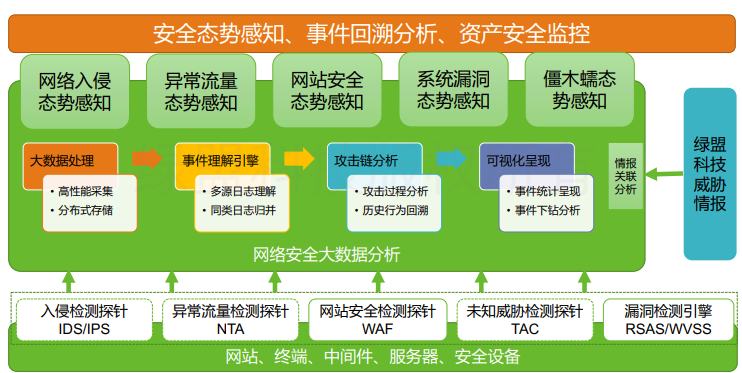 安全态势感知、事件回溯分析、资产安全监控
网络入侵
态势感知
异常流量
态势感知
网站安全
态势感知
系统漏洞
态势感知
僵木蠕态
势感知
大数据处理
• 高性能采集
• 分布式存储
事件理解引擎
• 多源日志理解
• 同类日志归并
攻击链分析
• 攻击过程分析
• 历史行为回溯
可视化呈现
• 事件统计呈现
• 事件下钻分析
情报
关联
分析
绿盟
科技
威胁
情报
网络安全大数据分析
入侵检测探针
IDS/IPS
异常流量检测探针
NTA
网站安全检测探针
WAF
未知威胁检测探针
TAC
漏洞检测引擎
RSAS/WVSS
网站、终端、中间件、服务器、安全设备